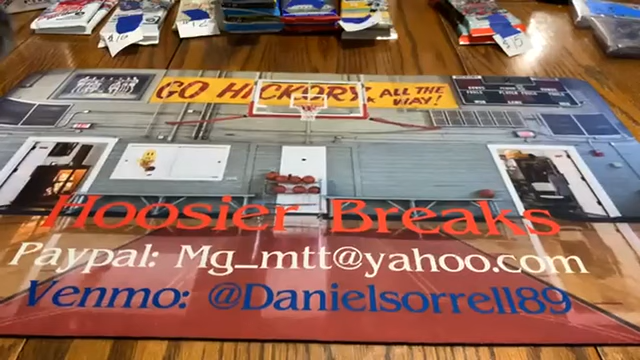 GO HICKORY ALL THE
WAY!
Hoosier Breaks
Paypal: Mg_mtt@yahoo.com
Venmo: @Danielsorrell89